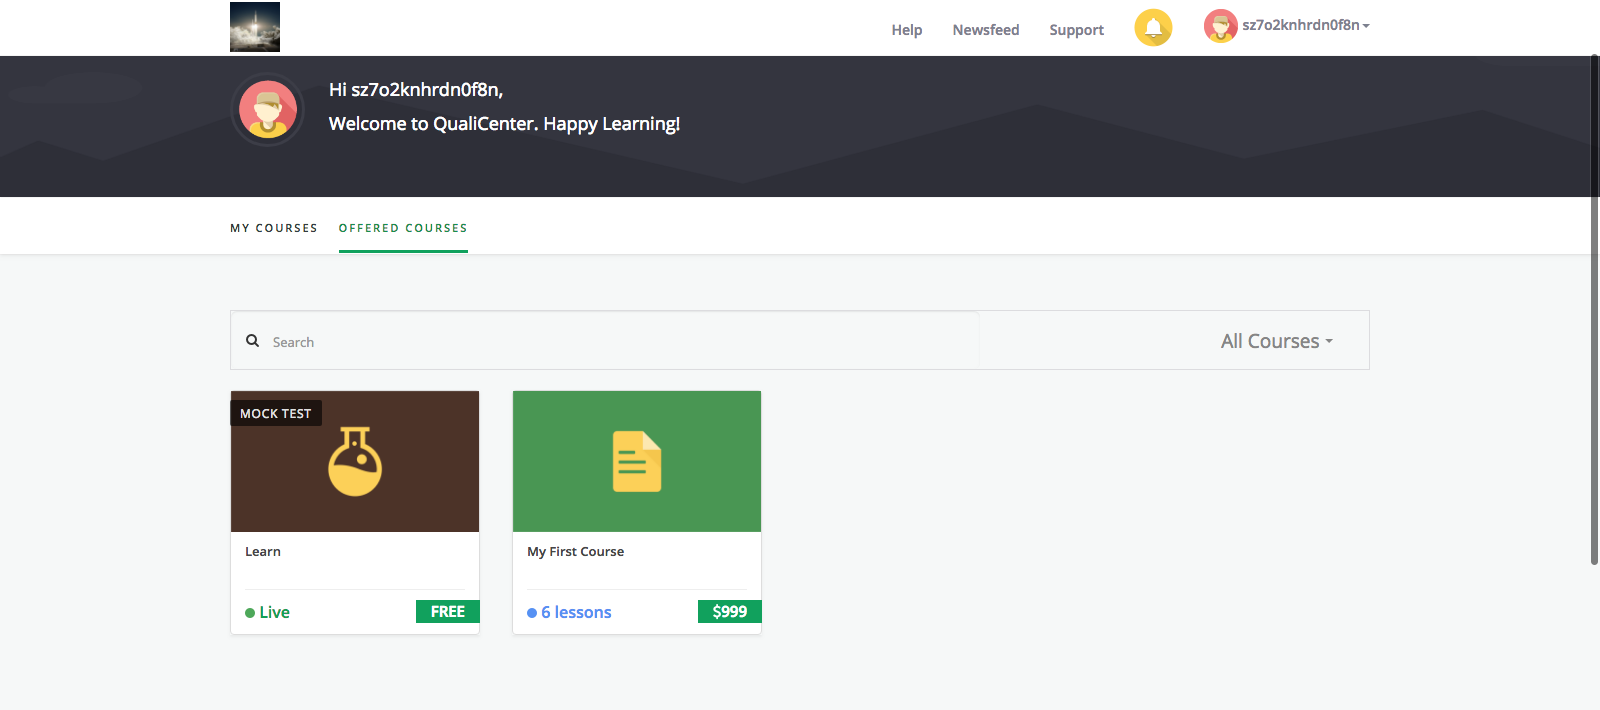 Help Newsfeed Support sz7o2knhrdn0f8n
Hi sz7o2knhrdn0f8n,
Welcome to QualiCenter. Happy Learning!
MY COURSES OFFERED COURSES
Search All Courses
MOCK TEST
Learn
Live FREE
My First Course
6 lessons $999